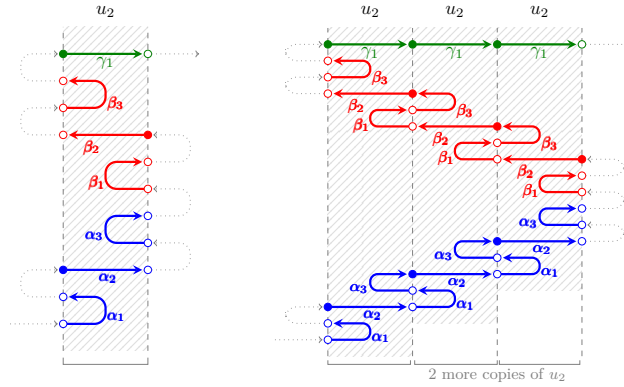 u₂ u₂ u₂ u₂
γ₁ γ₁ γ₁ γ₁
β₃ β₃
β₂ β₂ β₃
β₁ β₂ β₃
β₁ β₁ β₂
β₁
α₃ α₃
α₃ α₂
α₂ α₃ α₂ α₁
α₁ α₂ α₁
α₁
2 more copies of u₂